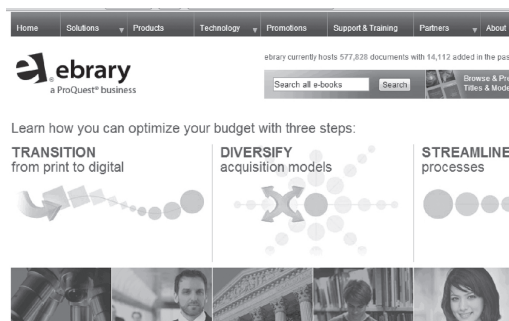 Home Solutions Products Technology Promotions Support & Training Partners About
ebrary currently hosts 577,828 documents with 14,112 added in the pas
ebrary
a ProQuest® business
Search all e-books Search
Browse & Pr
Titles & Mode
Learn how you can optimize your budget with three steps:
TRANSITION
from print to digital
DIVERSIFY
acquisition models
STREAMLINE
processes